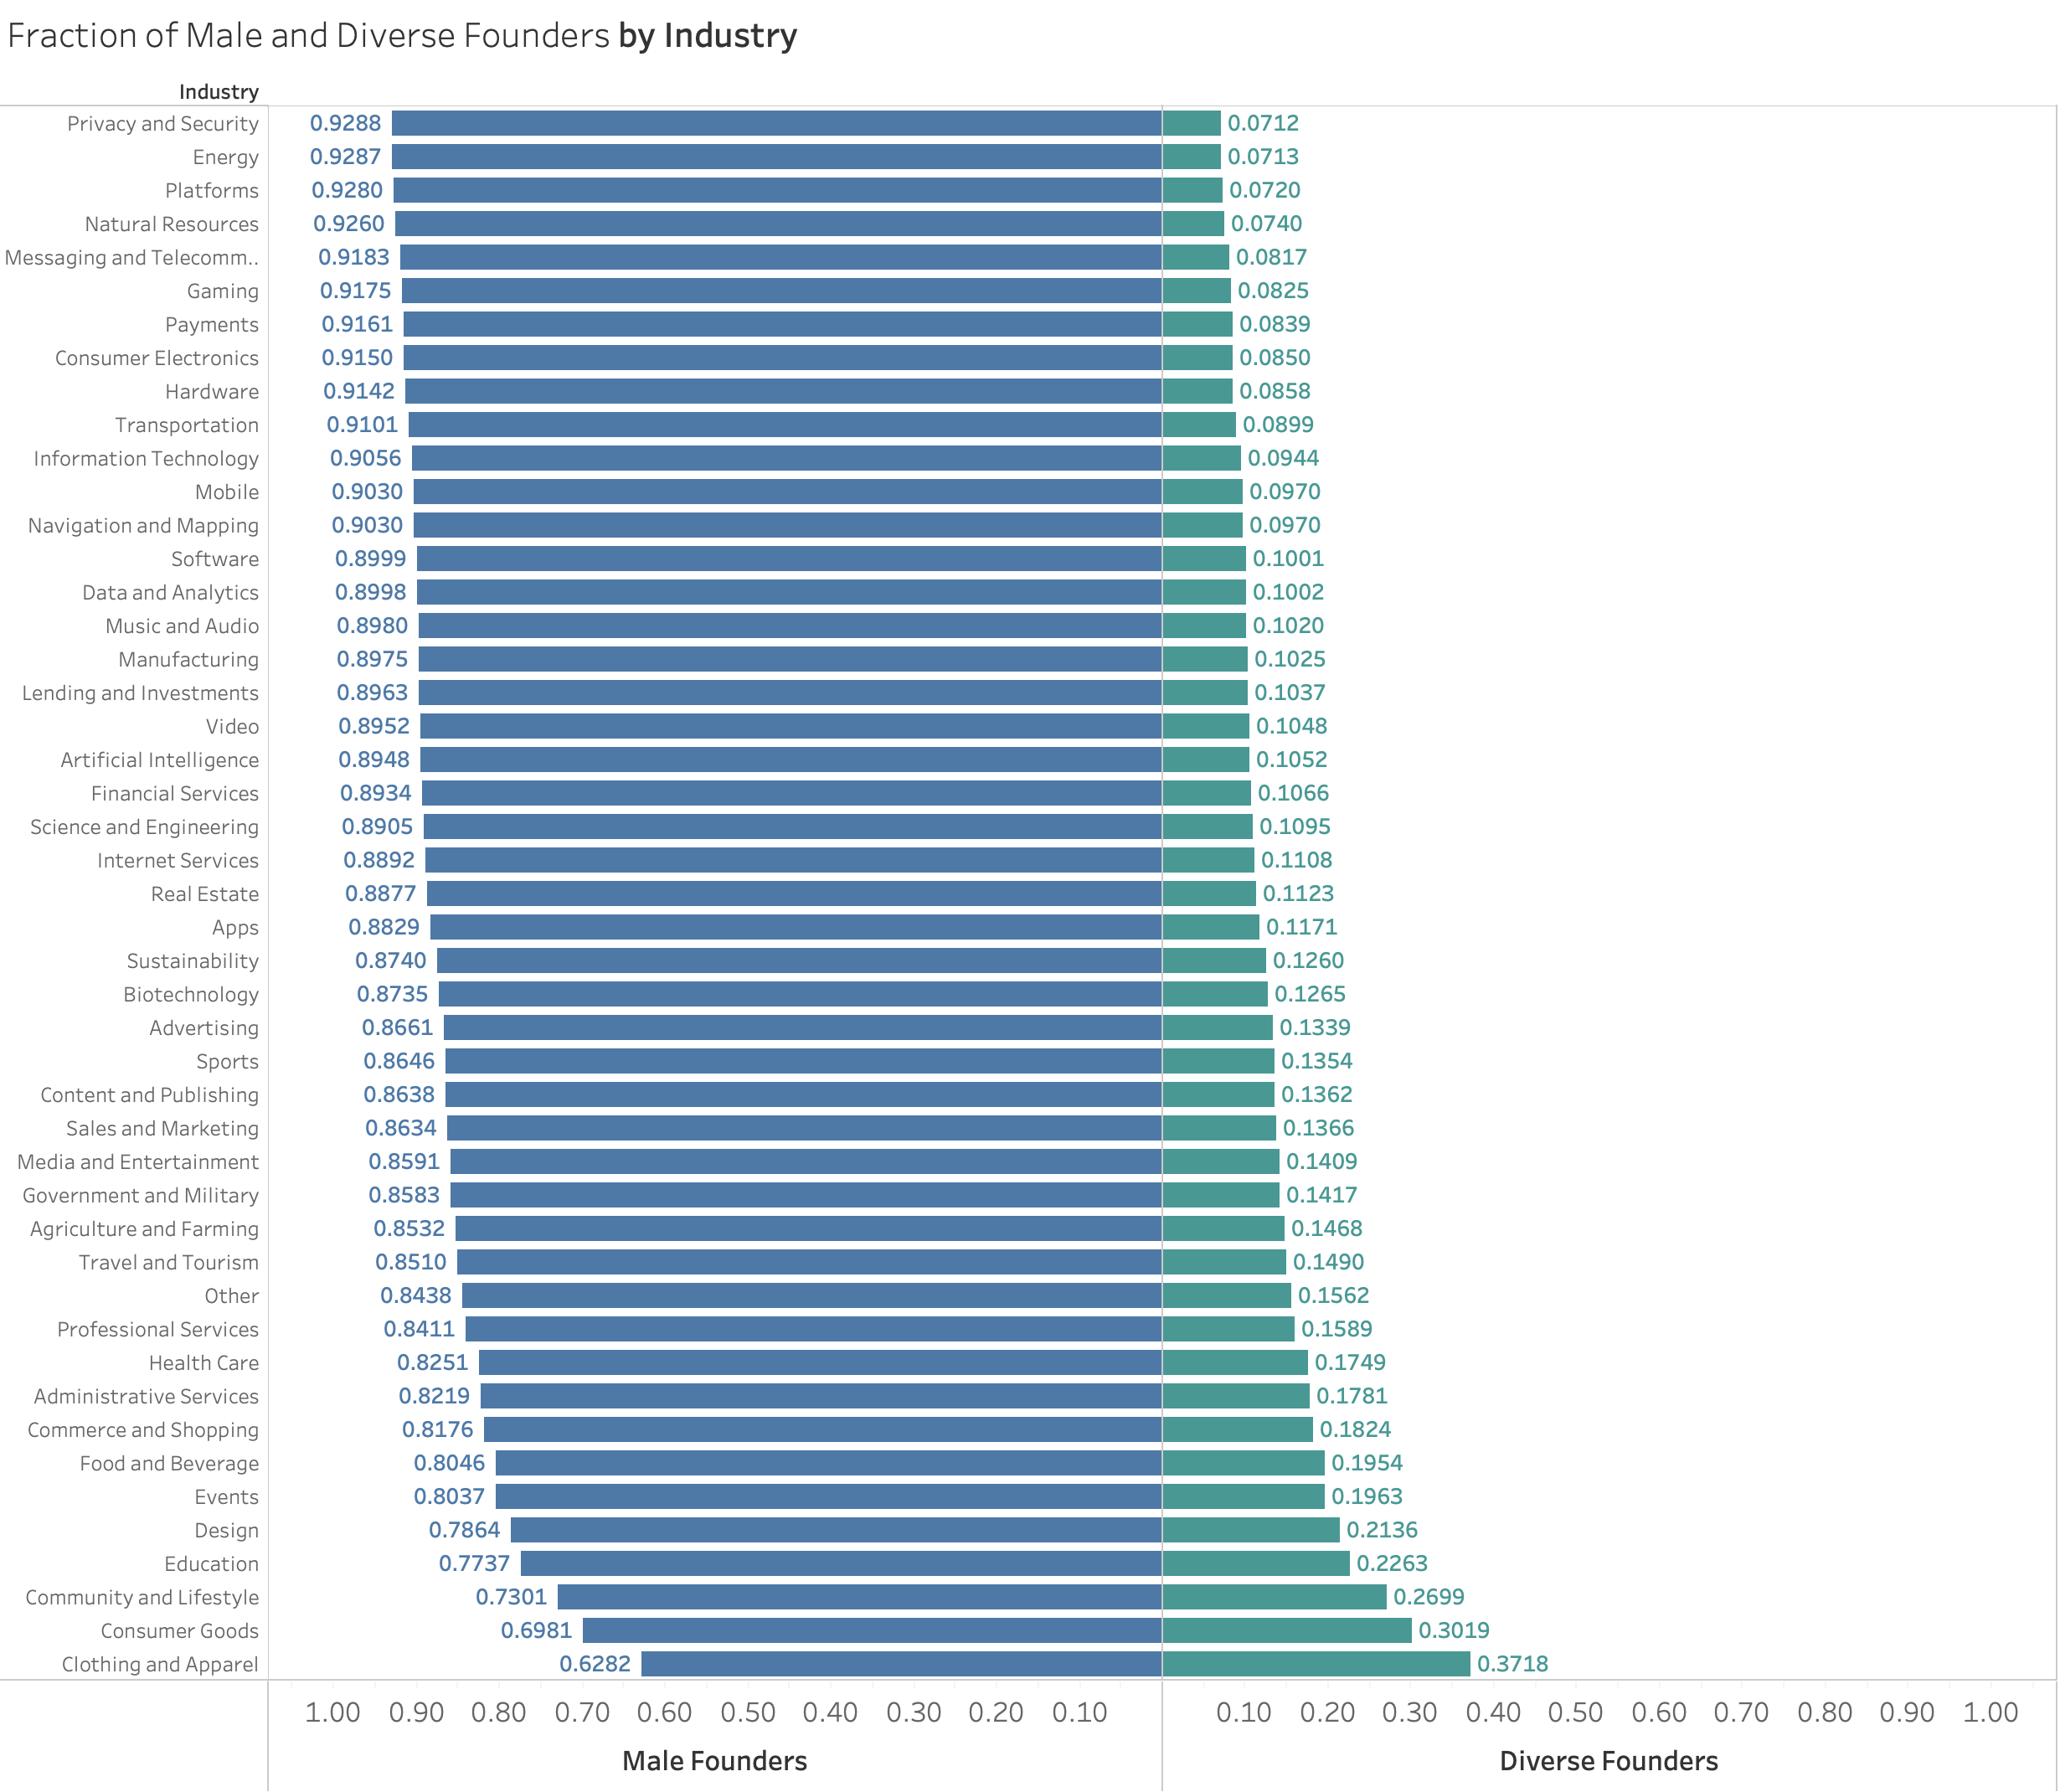 Fraction of Male and Diverse Founders by Industry
Industry
Privacy and Security 0.9288 0.0712
Energy 0.9287 0.0713
Platforms 0.9280 0.0720
Natural Resources 0.9260 0.0740
Messaging and Telecomm.. 0.9183 0.0817
Gaming 0.9175 0.0825
Payments 0.9161 0.0839
Consumer Electronics 0.9150 0.0850
Hardware 0.9142 0.0858
Transportation 0.9101 0.0899
Information Technology 0.9056 0.0944
Mobile 0.9030 0.0970
Navigation and Mapping 0.9030 0.0970
Software 0.8999 0.1001
Data and Analytics 0.8998 0.1002
Music and Audio 0.8980 0.1020
Manufacturing 0.8975 0.1025
Lending and Investments 0.8963 0.1037
Video 0.8952 0.1048
Artificial Intelligence 0.8948 0.1052
Financial Services 0.8934 0.1066
Science and Engineering 0.8905 0.1095
Internet Services 0.8892 0.1108
Real Estate 0.8877 0.1123
Apps 0.8829 0.1171
Sustainability 0.8740 0.1260
Biotechnology 0.8735 0.1265
Advertising 0.8661 0.1339
Sports 0.8646 0.1354
Content and Publishing 0.8638 0.1362
Sales and Marketing 0.8634 0.1366
Media and Entertainment 0.8591 0.1409
Government and Military 0.8583 0.1417
Agriculture and Farming 0.8532 0.1468
Travel and Tourism 0.8510 0.1490
Other 0.8438 0.1562
Professional Services 0.8411 0.1589
Health Care 0.8251 0.1749
Administrative Services 0.8219 0.1781
Commerce and Shopping 0.8176 0.1824
Food and Beverage 0.8046 0.1954
Events 0.8037 0.1963
Design 0.7864 0.2136
Education 0.7737 0.2263
Community and Lifestyle 0.7301 0.2699
Consumer Goods 0.6981 0.3019
Clothing and Apparel 0.6282 0.3718
1.00 0.90 0.80 0.70 0.60 0.50 0.40 0.30 0.20 0.10 0.10 0.20 0.30 0.40 0.50 0.60 0.70 0.80 0.90 1.00
Male Founders Diverse Founders